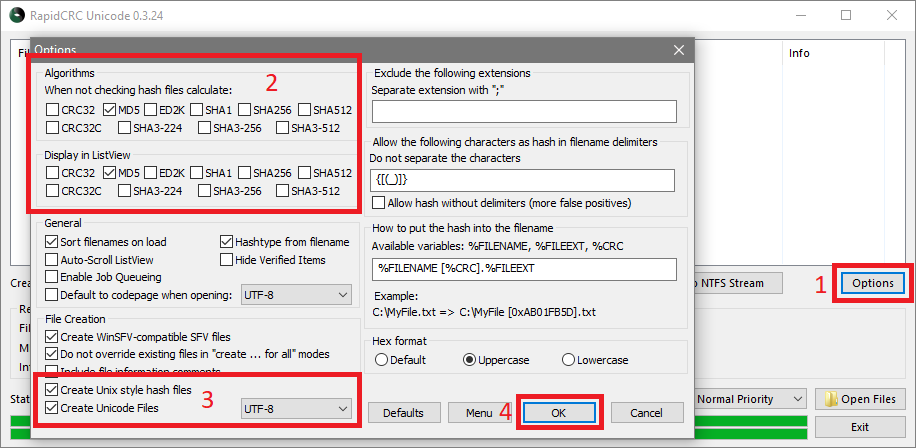 RapidCRC Unicode 0.3.24
Fil
Info
Options
Algorithms
2
When not checking hash files calculate:
CRC32 MD5 ED2K SHA1 SHA256 SHA512
CRC32C SHA3-224 SHA3-256 SHA3-512
Display in ListView
CRC32 MD5 ED2K SHA1 SHA256 SHA512
CRC32C SHA3-224 SHA3-256 SHA3-512
General
Sort filenames on load Hashtype from filename
Auto-Scroll ListView Hide Verified Items
Enable Job Queueing
Default to codepage when opening: UTF-8
File Creation
Create WinSFV-compatible SFV files
Do not override existing files in "create ... for all" modes
Include file information comments
Create Unix style hash files
3
Create Unicode Files UTF-8
Exclude the following extensions
Separate extension with ";"
Allow the following characters as hash in filename delimiters
Do not separate the characters
{[(_)]}
Allow hash without delimiters (more false positives)
How to put the hash into the filename
Available variables: %FILENAME, %FILEEXT, %CRC
%FILENAME [%CRC].%FILEEXT
Example:
C:\MyFile.txt => C:\MyFile [0xAB01FB5D].txt
Hex format
Default Uppercase Lowercase
Defaults Menu 4 OK Cancel
Crea
o NTFS Stream 1 Options
Re
File
M
Inf
Stat
Normal Priority Open Files
Exit